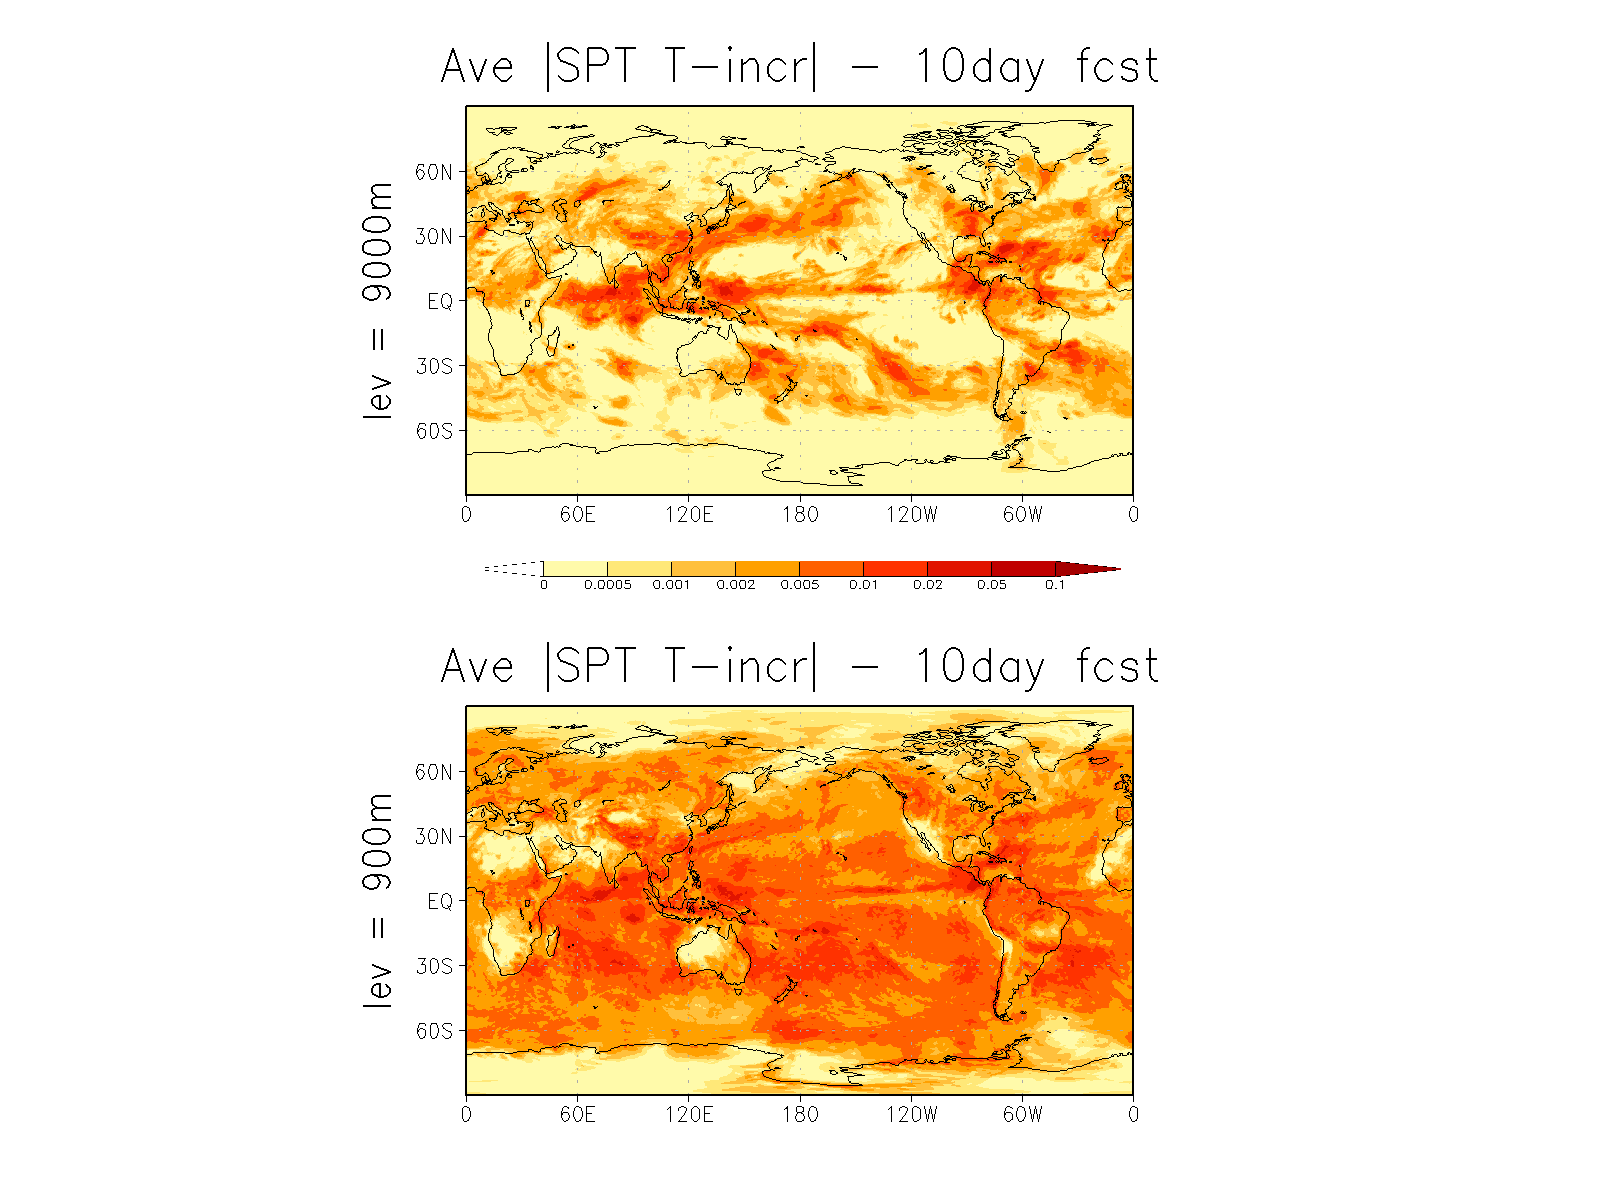 Ave |SPT T-incr| - 10day fcst
lev = 9000m
60N
30N
EQ
30S
60S
0 60E 120E 180 120W 60W 0
0 0.0005 0.001 0.002 0.005 0.01 0.02 0.05 0.1
Ave |SPT T-incr| - 10day fcst
lev = 900m
60N
30N
EQ
30S
60S
0 60E 120E 180 120W 60W 0